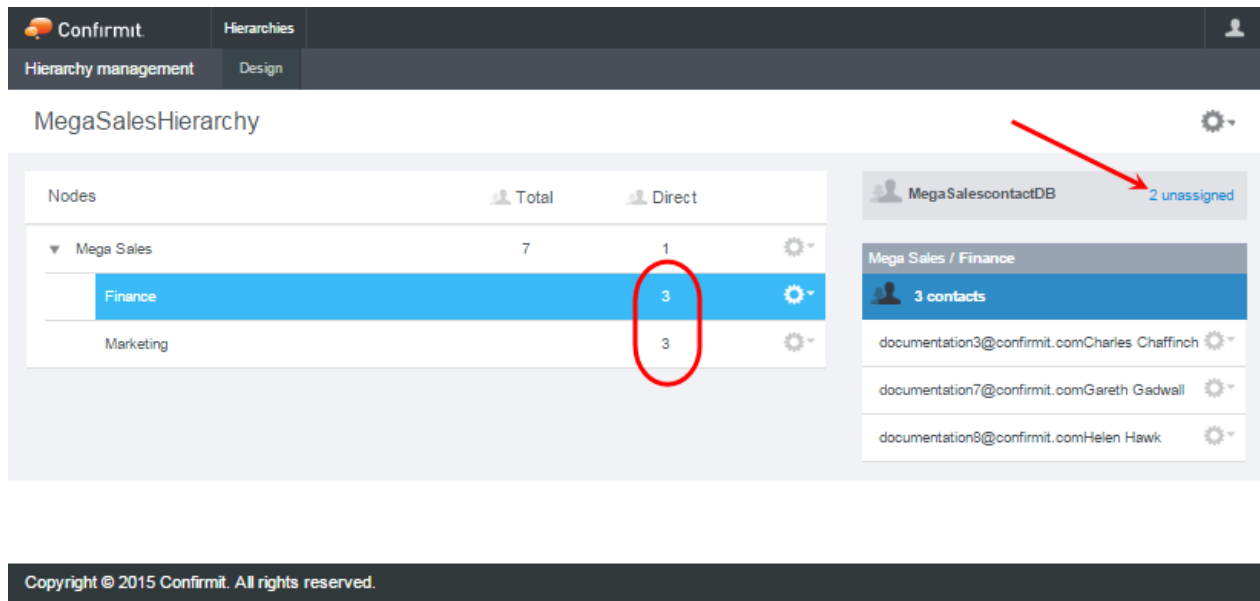 Confirmit. Hierarchies
Hierarchy management Design
MegaSalesHierarchy
Nodes Total Direct
Mega Sales 7 1
Finance 3
Marketing 3
MegaSalescontactDB 2 unassigned
Mega Sales / Finance
3 contacts
documentation3@confirmit.comCharles Chaffinch
documentation7@confirmit.comGareth Gadwall
documentation8@confirmit.comHelen Hawk
Copyright © 2015 Confirmit. All rights reserved.